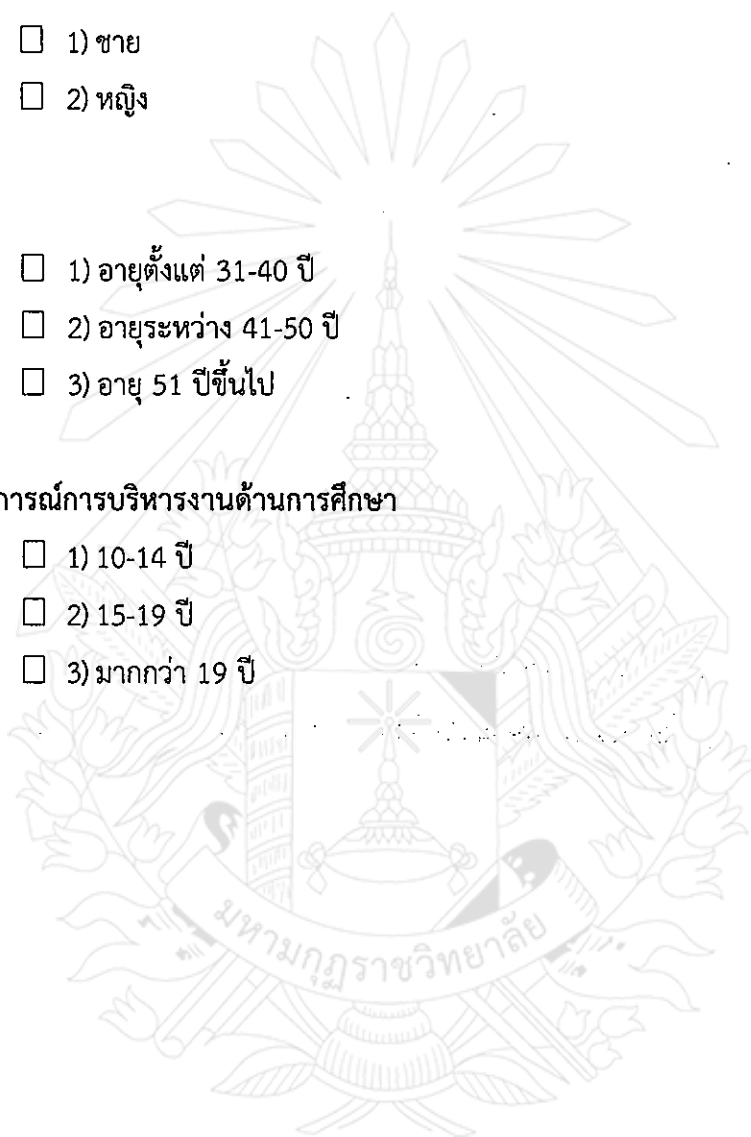 ☐ 1) ชาย
☐ 2) หญิง
☐ 1) อายุตั้งแต่ 31-40 ปี
☐ 2) อายุระหว่าง 41-50 ปี
☐ 3) อายุ 51 ปีขึ้นไป
การณ์การบริหารงานด้านการศึกษา
☐ 1) 10-14 ปี
☐ 2) 15-19 ปี
☐ 3) มากกว่า 19 ปี
มหามกุฏราชวิทยาลัย